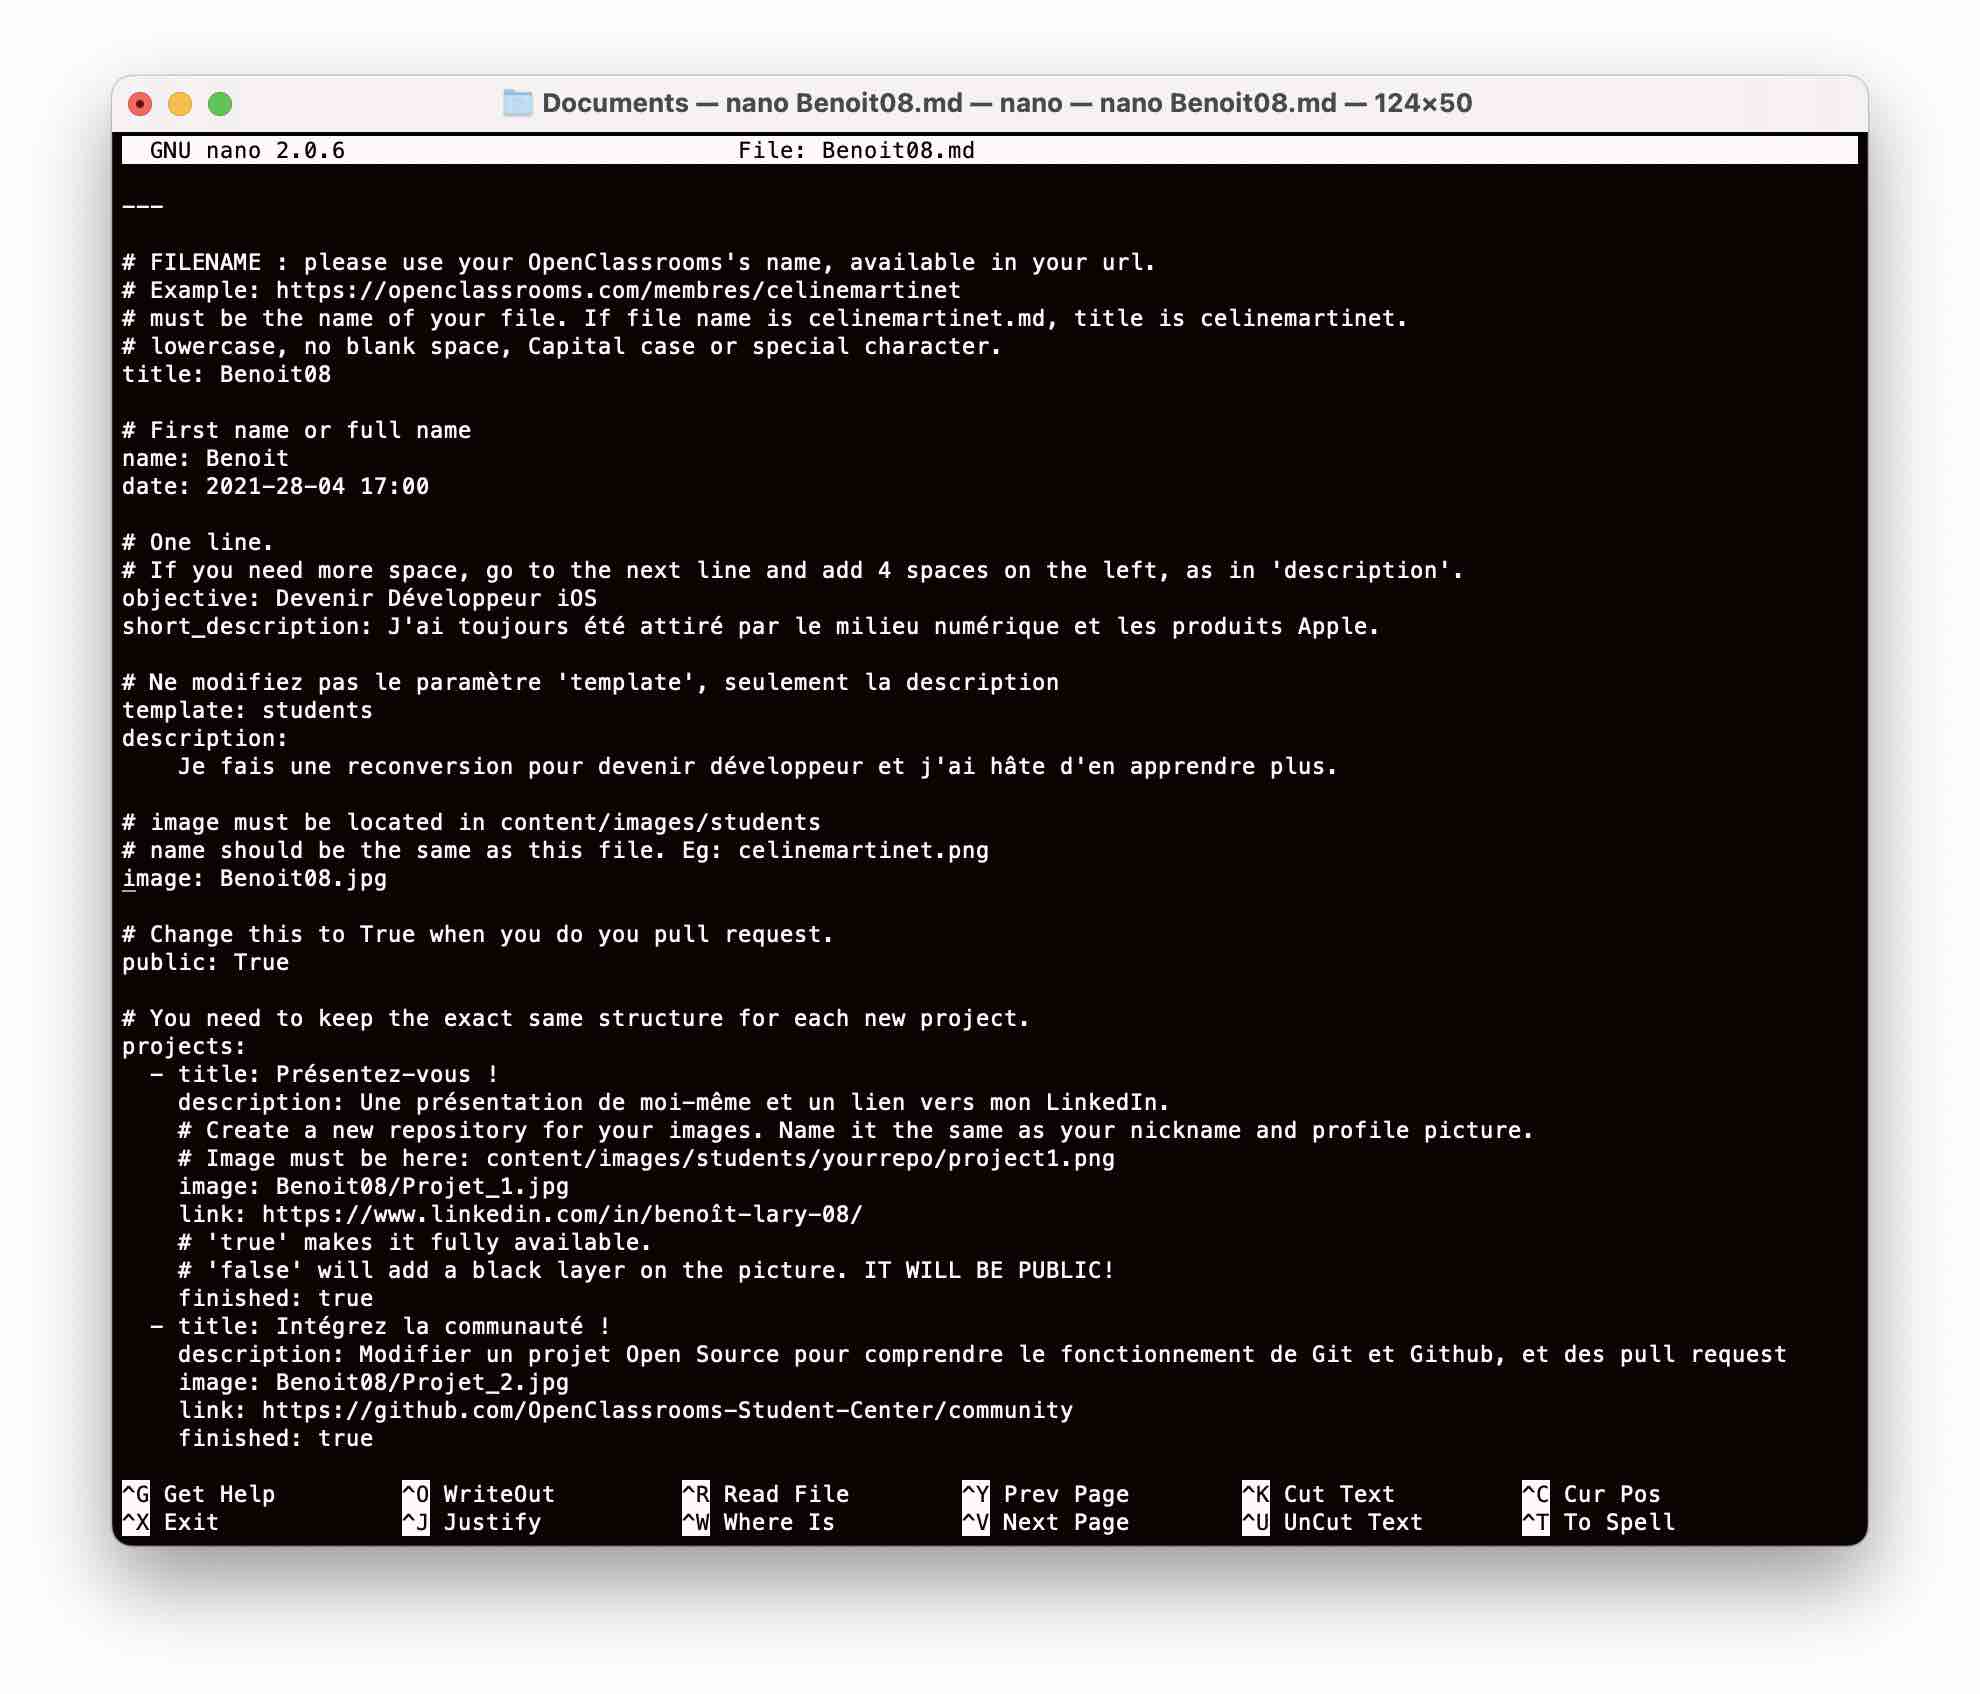 Documents — nano Benoit08.md — nano — nano Benoit08.md — 124×50
GNU nano 2.0.6 File: Benoit08.md
---
# FILENAME : please use your OpenClassrooms's name, available in your url.
# Example: https://openclassrooms.com/membres/celinemartinet
# must be the name of your file. If file name is celinemartinet.md, title is celinemartinet.
# lowercase, no blank space, Capital case or special character.
title: Benoit08
# First name or full name
name: Benoit
date: 2021-28-04 17:00
# One line.
# If you need more space, go to the next line and add 4 spaces on the left, as in 'description'.
objective: Devenir Développeur iOS
short_description: J'ai toujours été attiré par le milieu numérique et les produits Apple.
# Ne modifiez pas le paramètre 'template', seulement la description
template: students
description:
    Je fais une reconversion pour devenir développeur et j'ai hâte d'en apprendre plus.
# image must be located in content/images/students
# name should be the same as this file. Eg: celinemartinet.png
image: Benoit08.jpg
# Change this to True when you do you pull request.
public: True
# You need to keep the exact same structure for each new project.
projects:
  - title: Présentez-vous !
    description: Une présentation de moi-même et un lien vers mon LinkedIn.
    # Create a new repository for your images. Name it the same as your nickname and profile picture.
    # Image must be here: content/images/students/yourrepo/project1.png
    image: Benoit08/Projet_1.jpg
    link: https://www.linkedin.com/in/benoît-lary-08/
    # 'true' makes it fully available.
    # 'false' will add a black layer on the picture. IT WILL BE PUBLIC!
    finished: true
  - title: Intégrez la communauté !
    description: Modifier un projet Open Source pour comprendre le fonctionnement de Git et Github, et des pull request
    image: Benoit08/Projet_2.jpg
    link: https://github.com/OpenClassrooms-Student-Center/community
    finished: true
^G Get Help ^O WriteOut ^R Read File ^Y Prev Page ^K Cut Text ^C Cur Pos
^X Exit ^J Justify ^W Where Is ^V Next Page ^U UnCut Text ^T To Spell